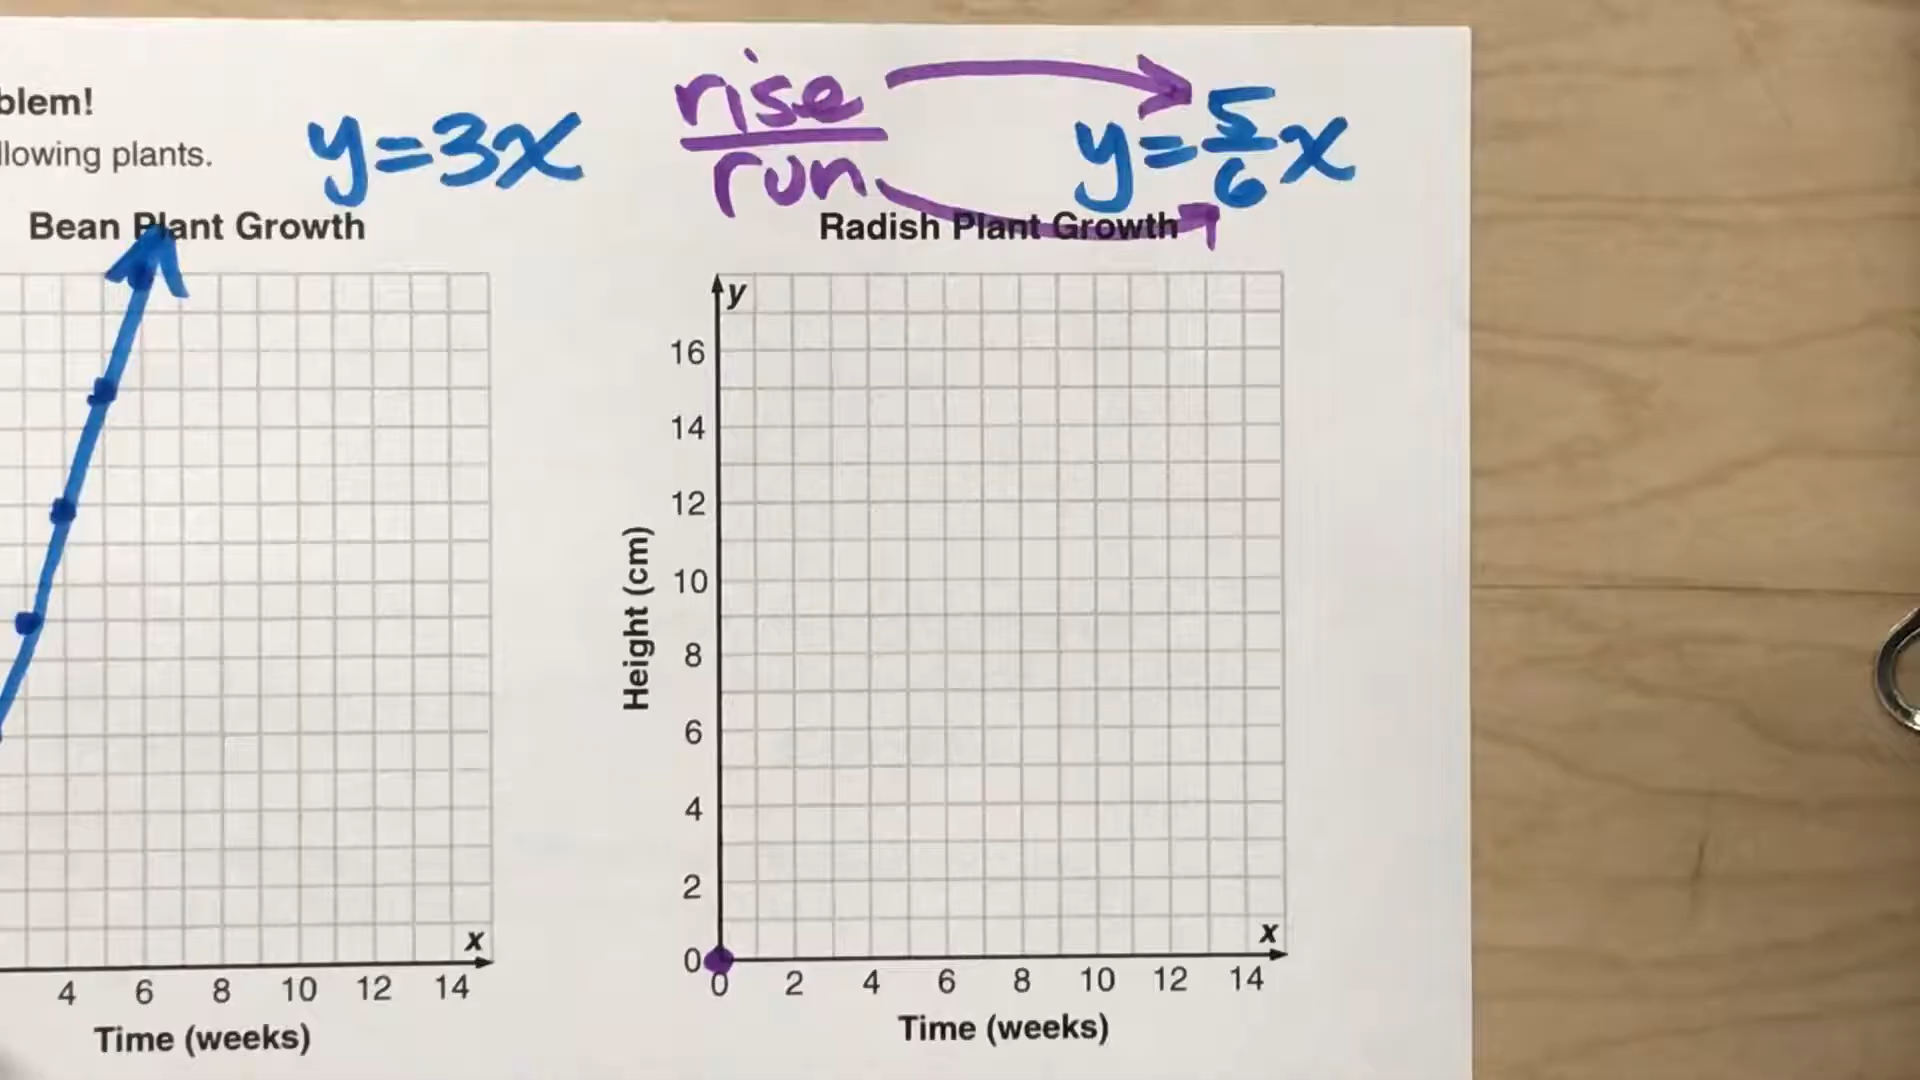 blem!
llowing plants.
y=3x
rise
run
y=5/6x
Bean Plant Growth
4 6 8 10 12 14
x
Time (weeks)
Radish Plant Growth
y
16
14
12
10
8
6
4
2
0
Height (cm)
0 2 4 6 8 10 12 14
x
Time (weeks)